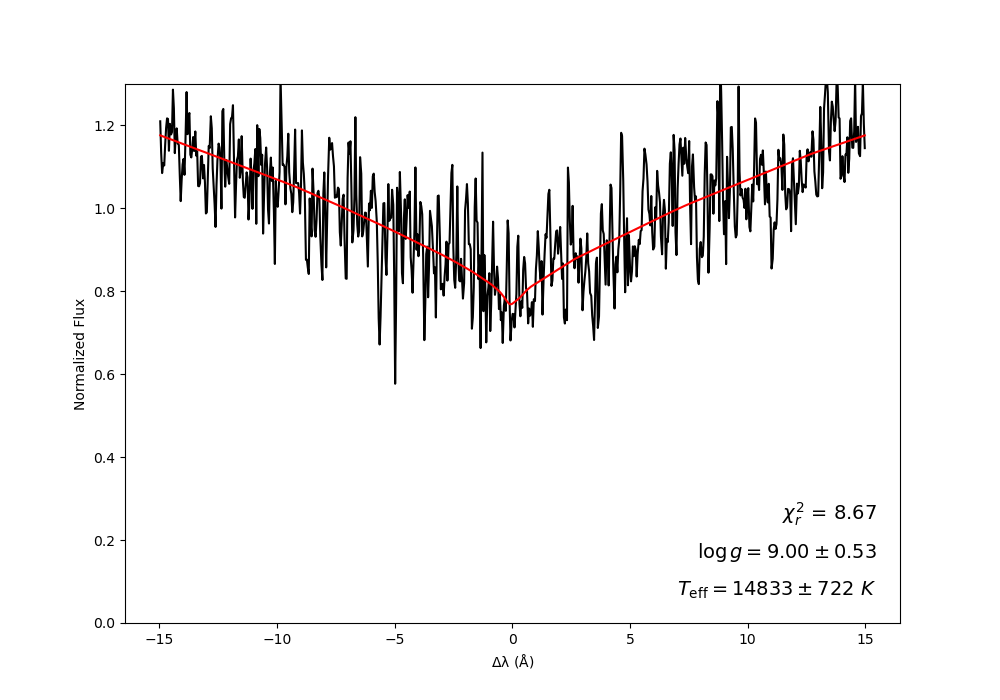 Normalized Flux
1.2
1.0
0.8
0.6
0.4
0.2
0.0
−15
−10
−5
0
5
10
15
Δλ (Å)
χ²ᵣ = 8.67
log g = 9.00 ± 0.53
T_eff = 14833 ± 722 K